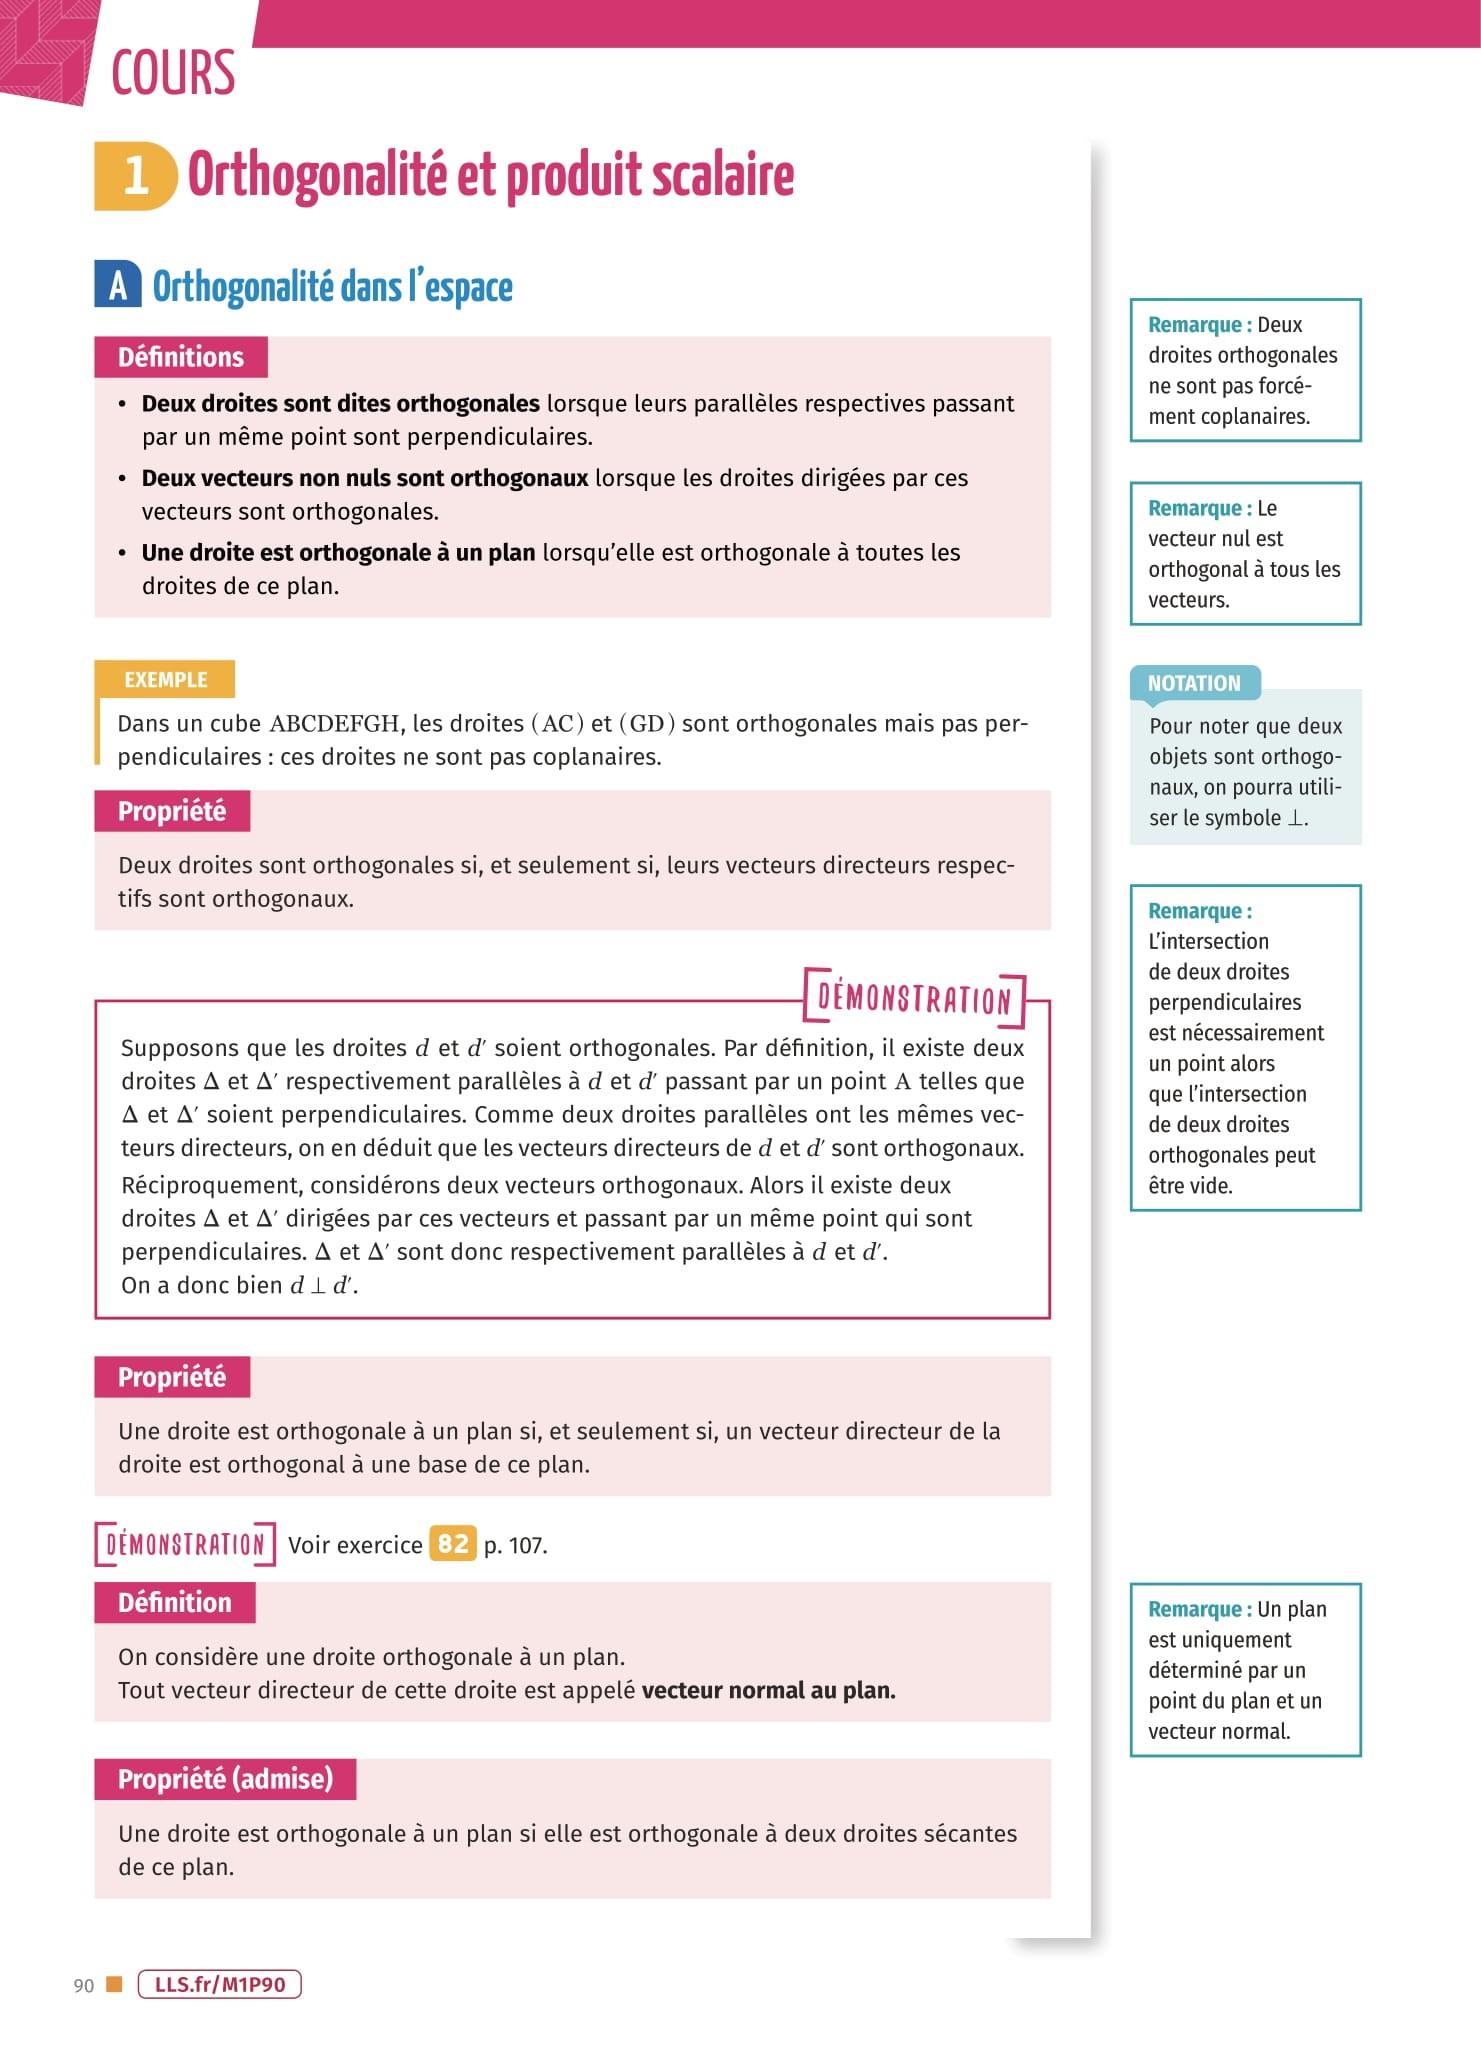 COURS
1 Orthogonalité et produit scalaire
A Orthogonalité dans l'espace
Définitions
• Deux droites sont dites orthogonales lorsque leurs parallèles respectives passant
par un même point sont perpendiculaires.
• Deux vecteurs non nuls sont orthogonaux lorsque les droites dirigées par ces
vecteurs sont orthogonales.
• Une droite est orthogonale à un plan lorsqu'elle est orthogonale à toutes les
droites de ce plan.
Remarque : Deux
droites orthogonales
ne sont pas forcé-
ment coplanaires.
Remarque : Le
vecteur nul est
orthogonal à tous les
vecteurs.
EXEMPLE
Dans un cube ABCDEFGH, les droites (AC) et (GD) sont orthogonales mais pas per-
pendiculaires : ces droites ne sont pas coplanaires.
NOTATION
Pour noter que deux
objets sont orthogo-
naux, on pourra utili-
ser le symbole ⊥.
Propriété
Deux droites sont orthogonales si, et seulement si, leurs vecteurs directeurs respec-
tifs sont orthogonaux.
Remarque :
L'intersection
de deux droites
perpendiculaires
est nécessairement
un point alors
que l'intersection
de deux droites
orthogonales peut
être vide.
DÉMONSTRATION
Supposons que les droites d et d′ soient orthogonales. Par définition, il existe deux
droites Δ et Δ′ respectivement parallèles à d et d′ passant par un point A telles que
Δ et Δ′ soient perpendiculaires. Comme deux droites parallèles ont les mêmes vec-
teurs directeurs, on en déduit que les vecteurs directeurs de d et d′ sont orthogonaux.
Réciproquement, considérons deux vecteurs orthogonaux. Alors il existe deux
droites Δ et Δ′ dirigées par ces vecteurs et passant par un même point qui sont
perpendiculaires. Δ et Δ′ sont donc respectivement parallèles à d et d′.
On a donc bien d ⊥ d′.
Propriété
Une droite est orthogonale à un plan si, et seulement si, un vecteur directeur de la
droite est orthogonal à une base de ce plan.
DÉMONSTRATION Voir exercice 82 p. 107.
Définition
On considère une droite orthogonale à un plan.
Tout vecteur directeur de cette droite est appelé vecteur normal au plan.
Remarque : Un plan
est uniquement
déterminé par un
point du plan et un
vecteur normal.
Propriété (admise)
Une droite est orthogonale à un plan si elle est orthogonale à deux droites sécantes
de ce plan.
90 LLS.fr/M1P90